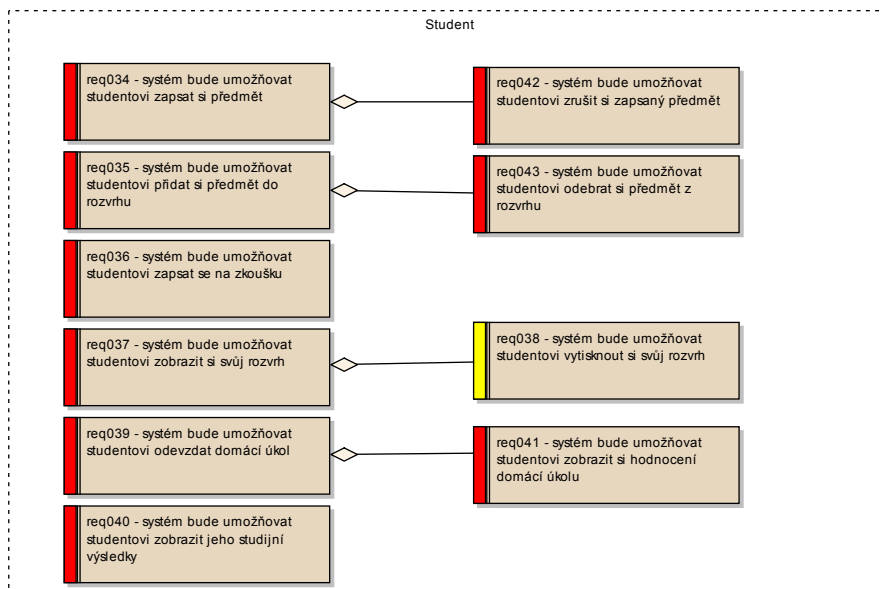 Student
req034 - systém bude umožňovat
studentovi zapsat si předmět
req042 - systém bude umožňovat
studentovi zrušit si zapsaný předmět
req035 - systém bude umožňovat
studentovi přidat si předmět do
rozvrhu
req043 - systém bude umožňovat
studentovi odebrat si předmět z
rozvrhu
req036 - systém bude umožňovat
studentovi zapsat se na zkoušku
req037 - systém bude umožňovat
studentovi zobrazit si svůj rozvrh
req038 - systém bude umožňovat
studentovi vytisknout si svůj rozvrh
req039 - systém bude umožňovat
studentovi odevzdat domácí úkol
req041 - systém bude umožňovat
studentovi zobrazit si hodnocení
domácí úkolu
req040 - systém bude umožňovat
studentovi zobrazit jeho studijní
výsledky